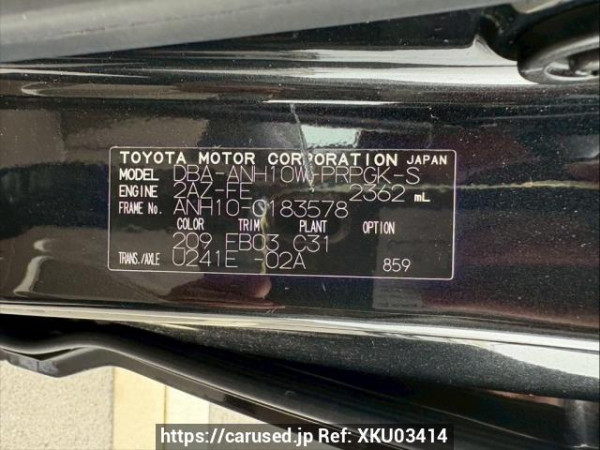 TOYOTA MOTOR CORPORATION JAPAN
MODEL DBA-ANH10W-PRPGK-S
ENGINE 2AZ-FE 2362 mL
FRAME No. ANH10-0183578
COLOR TRIM PLANT OPTION
209 EB03 C31
TRANS./AXLE U241E -02A 859
https://carused.jp Ref: XKU03414